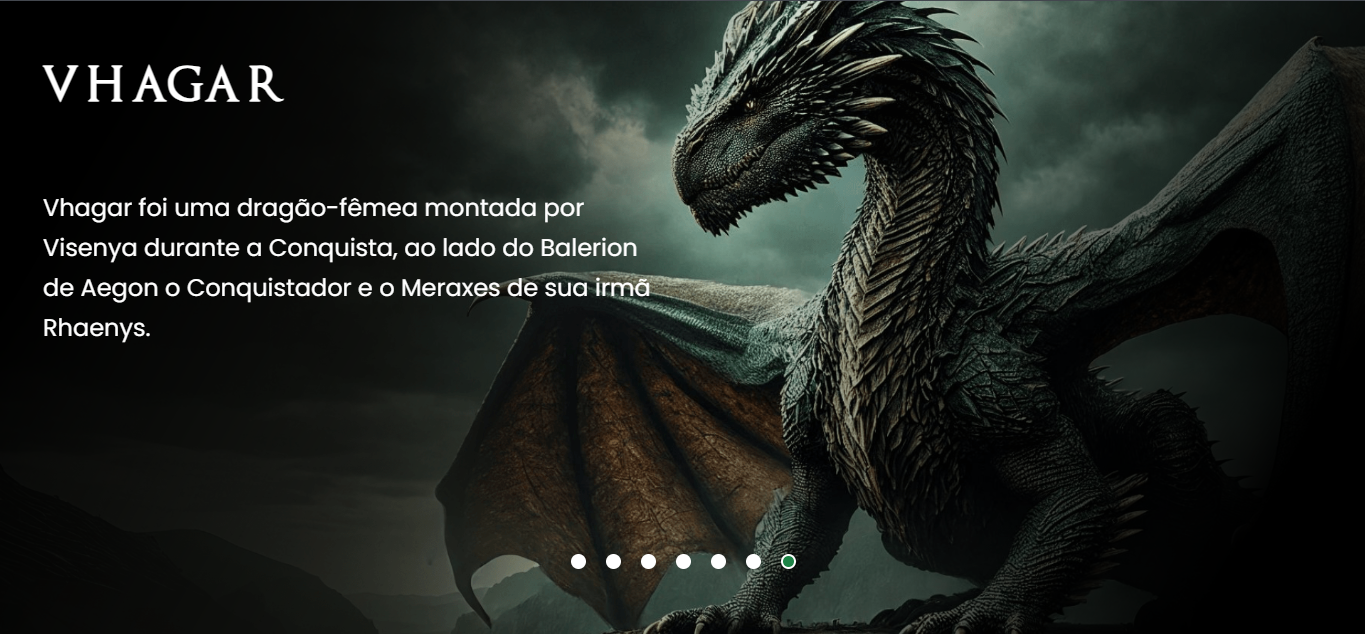 VHAGAR
Vhagar foi uma dragão-fêmea montada por
Visenya durante a Conquista, ao lado do Balerion
de Aegon o Conquistador e o Meraxes de sua irmã
Rhaenys.